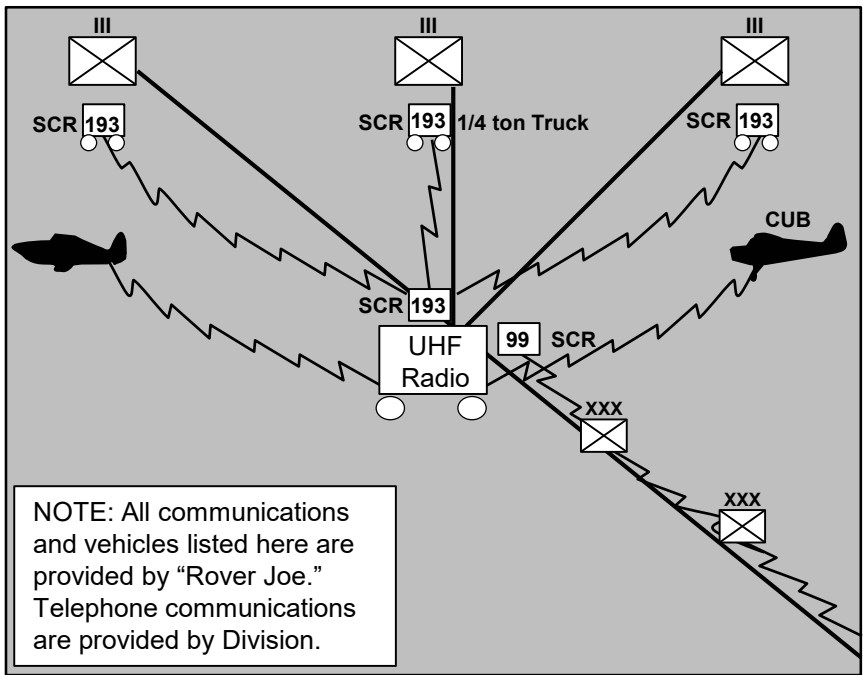 III III III
SCR 193 SCR 193 1/4 ton Truck SCR 193
CUB
SCR 193
99 SCR
UHF
Radio
XXX
XXX
NOTE: All communications
and vehicles listed here are
provided by “Rover Joe.”
Telephone communications
are provided by Division.